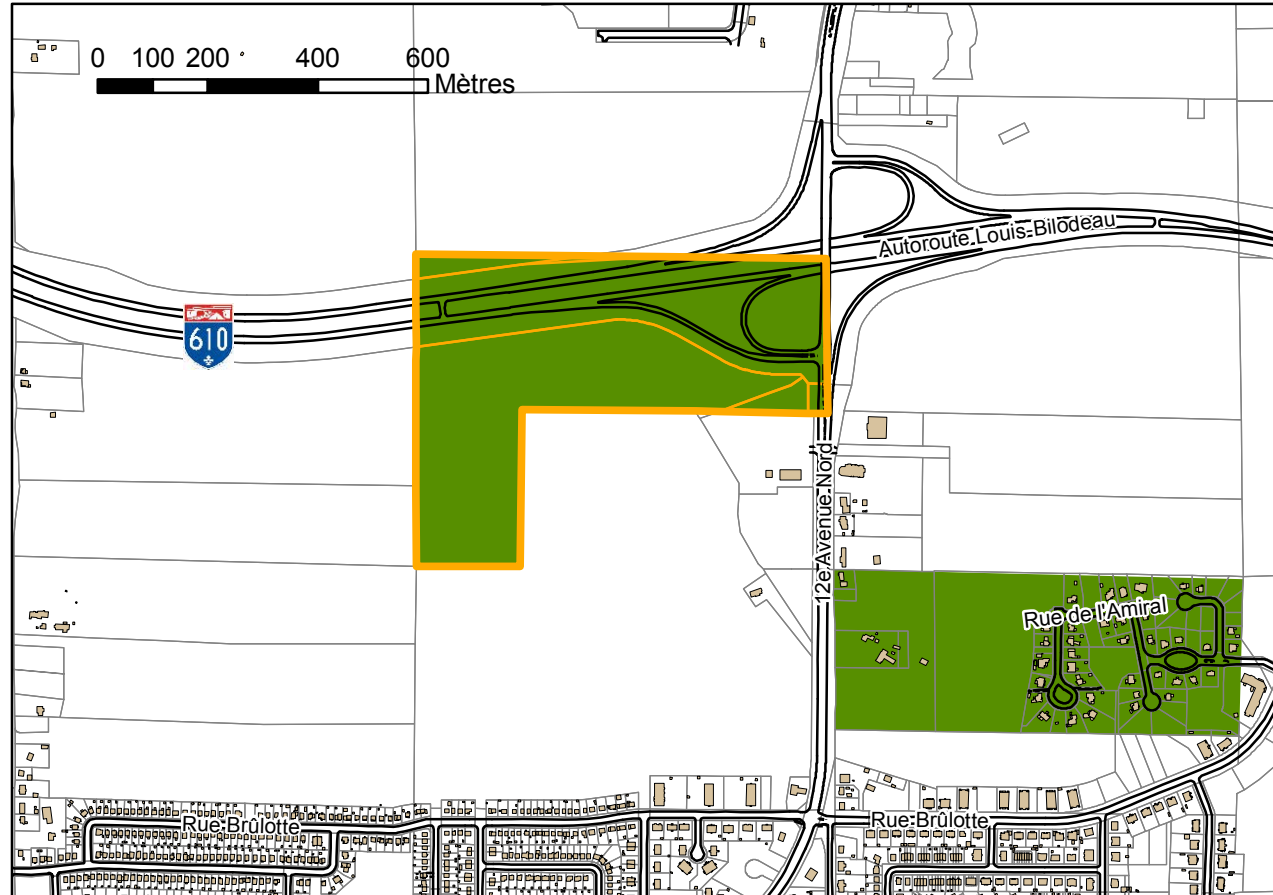 0 100 200 400 600
Mètres
Autoroute Louis-Bilodeau
610
12e Avenue Nord
Rue de l'Amiral
Rue Brûlotte
Rue Brûlotte